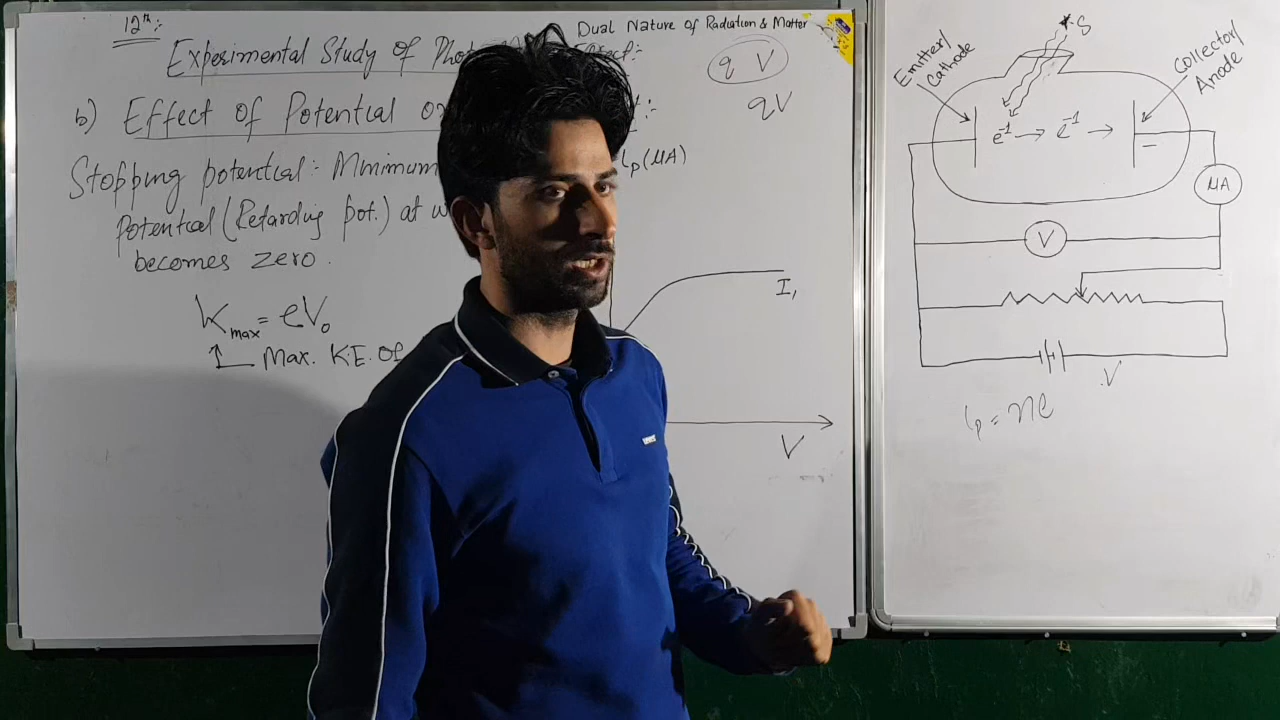 12th:
Dual Nature of Radiation & Matter
Experimental Study of
b) Effect of Potential
Stopping potential:- Minimum
Potential (Retarding pot.) at
becomes zero.
Kmax = eV₀
Max. K.E. of
q V
qV
ip(μA)
I₁
V
S
Emitter/
Cathode
Collector/
Anode
e⁻¹ → e⁻¹ →
−
μA
V
V
ip = ne